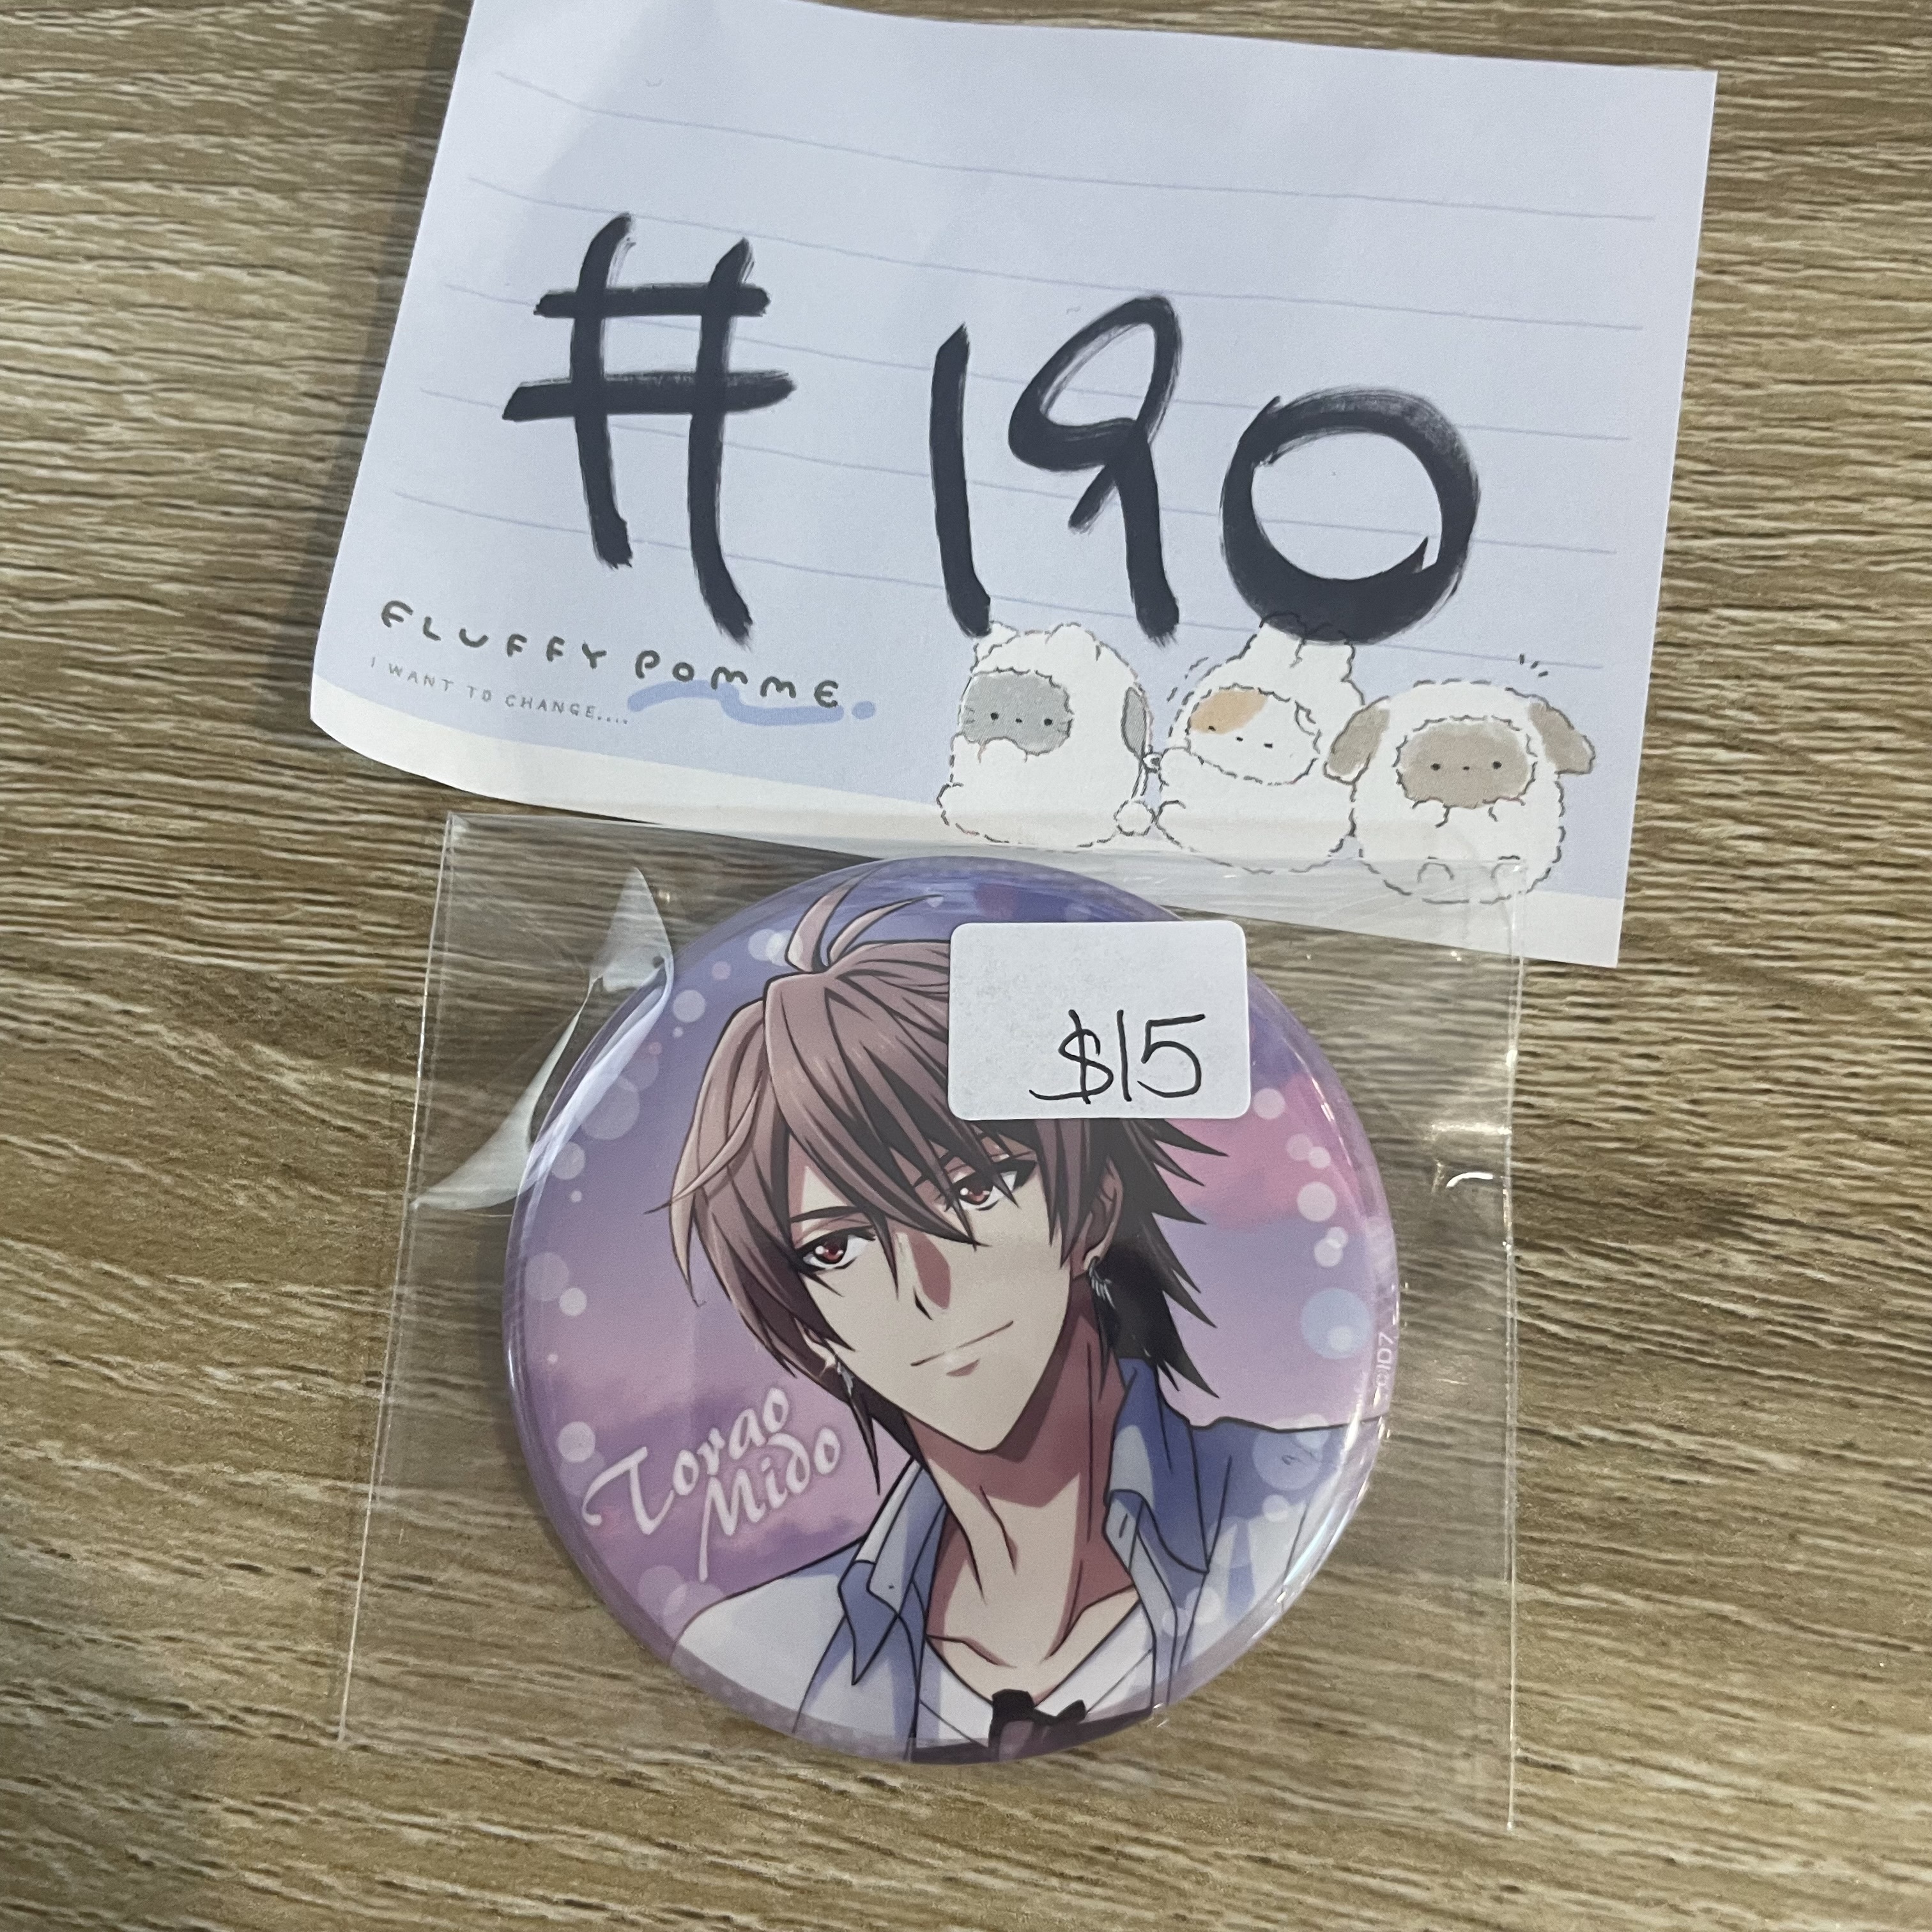 # 190
FLUFFY POMME.
I WANT TO CHANGE....
$15
Torao
Mido
©ID7